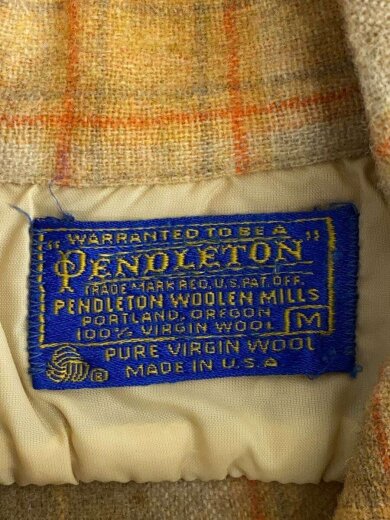 WARRANTED TO BE A
"PENDLETON"
TRADE MARK REG. U.S. PAT. OFF.
PENDLETON WOOLEN MILLS
PORTLAND, OREGON
100% VIRGIN WOOL M
PURE VIRGIN WOOL
® MADE IN U.S.A